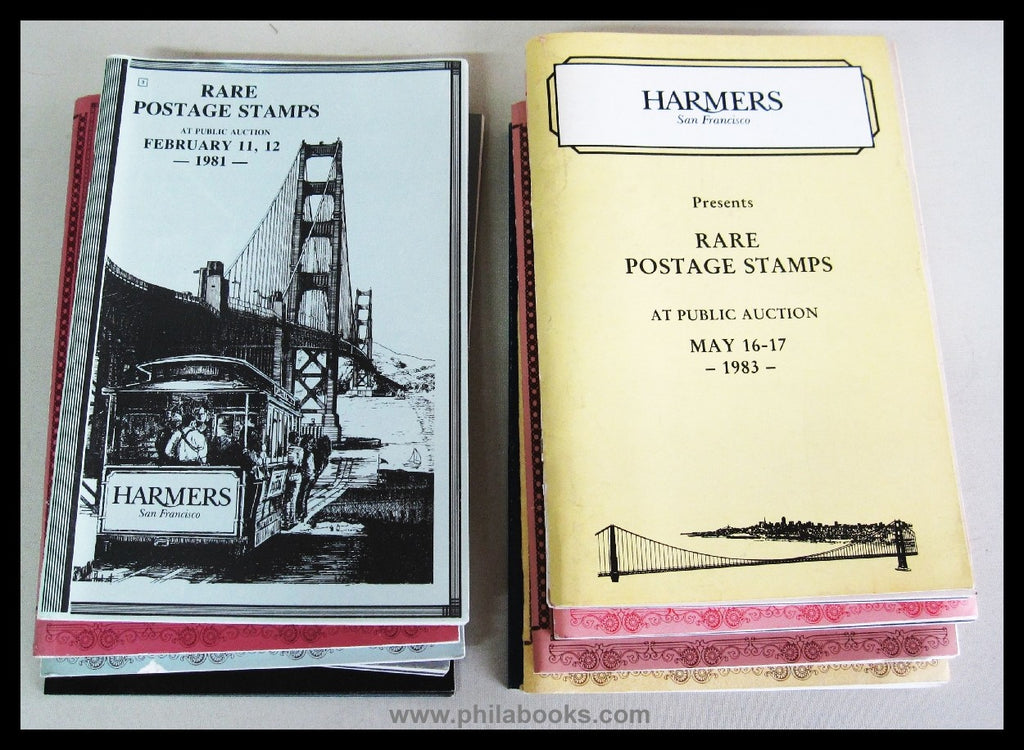 3
RARE
POSTAGE STAMPS
AT PUBLIC AUCTION
FEBRUARY 11, 12
— 1981 —
HARMERS
San Francisco
HARMERS
San Francisco
Presents
RARE
POSTAGE STAMPS
AT PUBLIC AUCTION
MAY 16-17
– 1983 –
www.philabooks.com